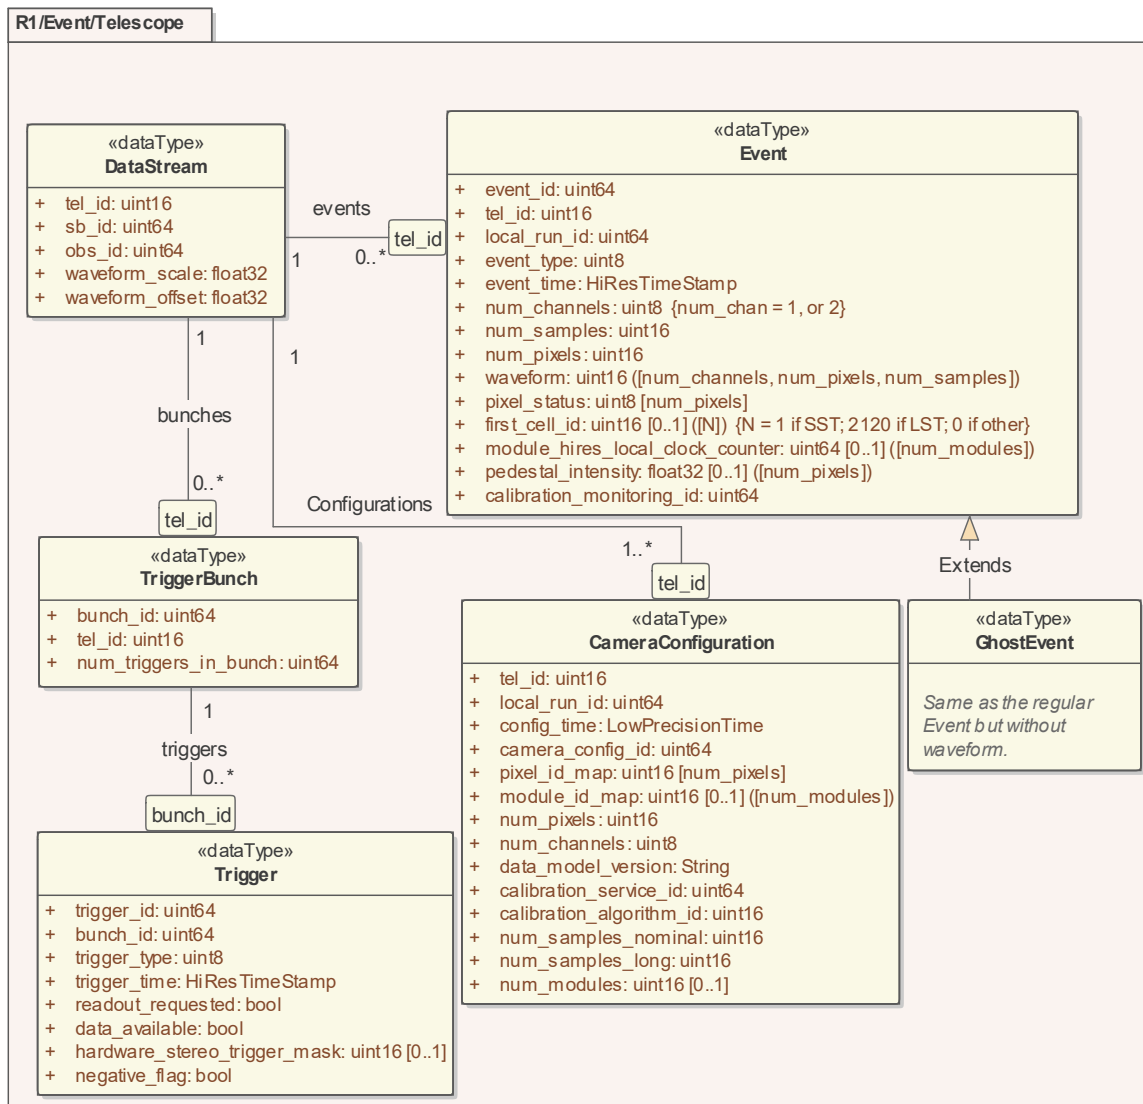 R1/Event/Telescope
«dataType»
DataStream
+ tel_id: uint16
+ sb_id: uint64
+ obs_id: uint64
+ waveform_scale: float32
+ waveform_offset: float32
events
1
0..*
tel_id
«dataType»
Event
+ event_id: uint64
+ tel_id: uint16
+ local_run_id: uint64
+ event_type: uint8
+ event_time: HiResTimeStamp
+ num_channels: uint8 {num_chan = 1, or 2}
+ num_samples: uint16
+ num_pixels: uint16
+ waveform: uint16 ([num_channels, num_pixels, num_samples])
+ pixel_status: uint8 [num_pixels]
+ first_cell_id: uint16 [0..1] ([N]) {N = 1 if SST; 2120 if LST; 0 if other}
+ module_hires_local_clock_counter: uint64 [0..1] ([num_modules])
+ pedestal_intensity: float32 [0..1] ([num_pixels])
+ calibration_monitoring_id: uint64
1
bunches
0..*
tel_id
1
Configurations
1..*
tel_id
Extends
«dataType»
TriggerBunch
+ bunch_id: uint64
+ tel_id: uint16
+ num_triggers_in_bunch: uint64
1
triggers
0..*
bunch_id
«dataType»
CameraConfiguration
+ tel_id: uint16
+ local_run_id: uint64
+ config_time: LowPrecisionTime
+ camera_config_id: uint64
+ pixel_id_map: uint16 [num_pixels]
+ module_id_map: uint16 [0..1] ([num_modules])
+ num_pixels: uint16
+ num_channels: uint8
+ data_model_version: String
+ calibration_service_id: uint64
+ calibration_algorithm_id: uint16
+ num_samples_nominal: uint16
+ num_samples_long: uint16
+ num_modules: uint16 [0..1]
«dataType»
GhostEvent
Same as the regular
Event but without
waveform.
«dataType»
Trigger
+ trigger_id: uint64
+ bunch_id: uint64
+ trigger_type: uint8
+ trigger_time: HiResTimeStamp
+ readout_requested: bool
+ data_available: bool
+ hardware_stereo_trigger_mask: uint16 [0..1]
+ negative_flag: bool